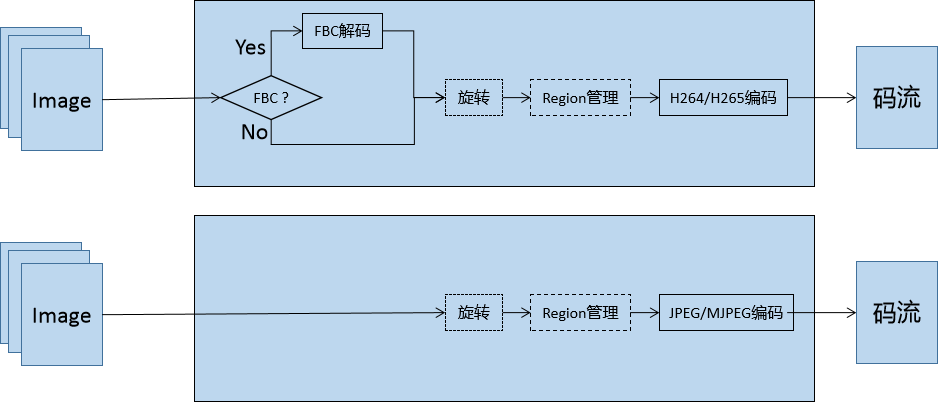 FBC解码
Yes
Image
FBC？
旋转
Region管理
H264/H265编码
码流
No
Image
旋转
Region管理
JPEG/MJPEG编码
码流